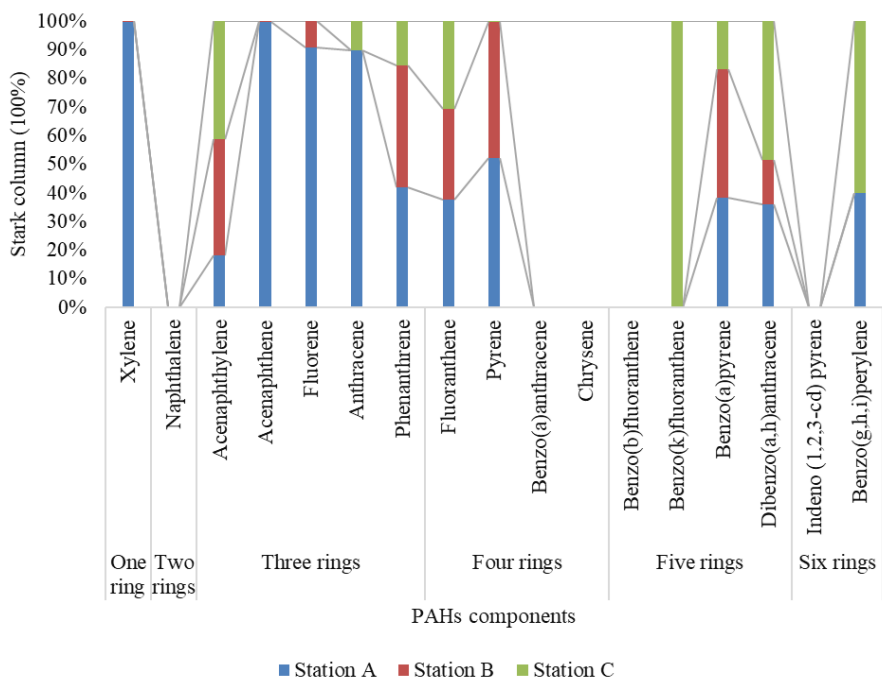 Stark column (100%)
100%
90%
80%
70%
60%
50%
40%
30%
20%
10%
0%
Xylene
Naphthalene
Acenaphthylene
Acenaphthene
Fluorene
Anthracene
Phenanthrene
Fluoranthene
Pyrene
Benzo(a)anthracene
Chrysene
Benzo(b)fluoranthene
Benzo(k)fluoranthene
Benzo(a)pyrene
Dibenzo(a,h)anthracene
Indeno (1,2,3-cd) pyrene
Benzo(g,h,i)perylene
One
ring
Two
rings
Three rings
Four rings
Five rings
Six rings
PAHs components
Station A
Station B
Station C